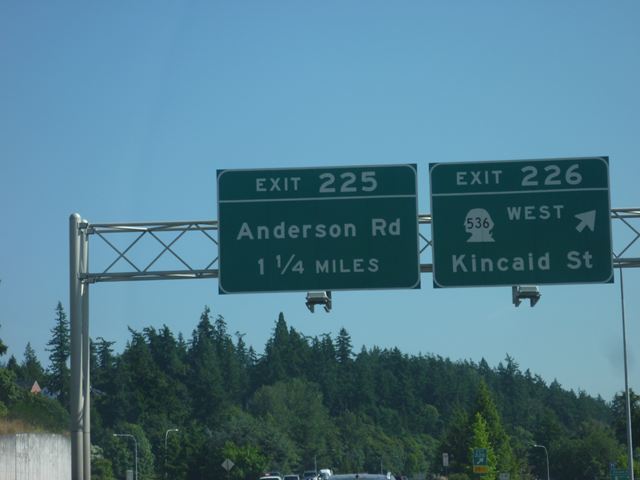 EXIT 225
Anderson Rd
1 1/4 MILES
EXIT 226
536 WEST
Kincaid St